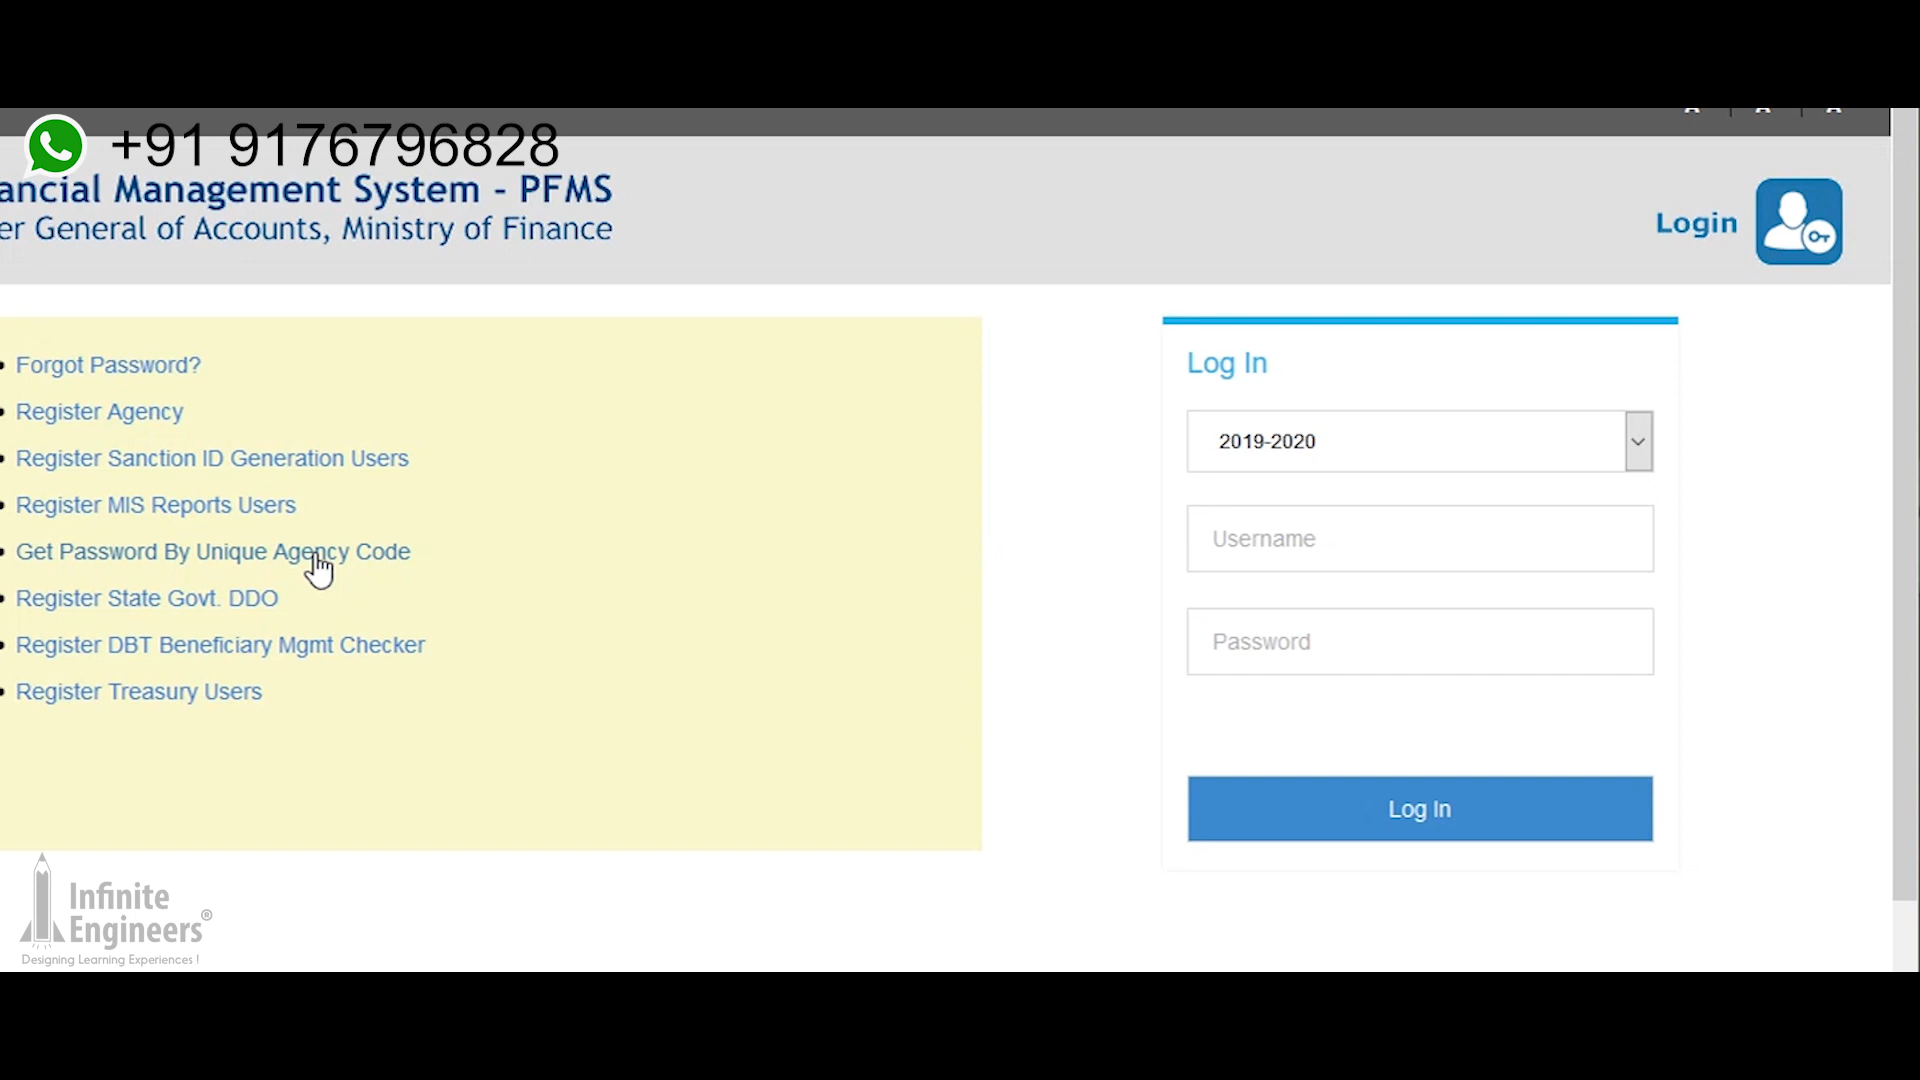 +91 9176796828
ancial Management System - PFMS
er General of Accounts, Ministry of Finance
Login
Forgot Password?
Register Agency
Register Sanction ID Generation Users
Register MIS Reports Users
Get Password By Unique Agency Code
Register State Govt. DDO
Register DBT Beneficiary Mgmt Checker
Register Treasury Users
Log In
2019-2020
Username
Password
Log In
Infinite
Engineers®
Designing Learning Experiences !